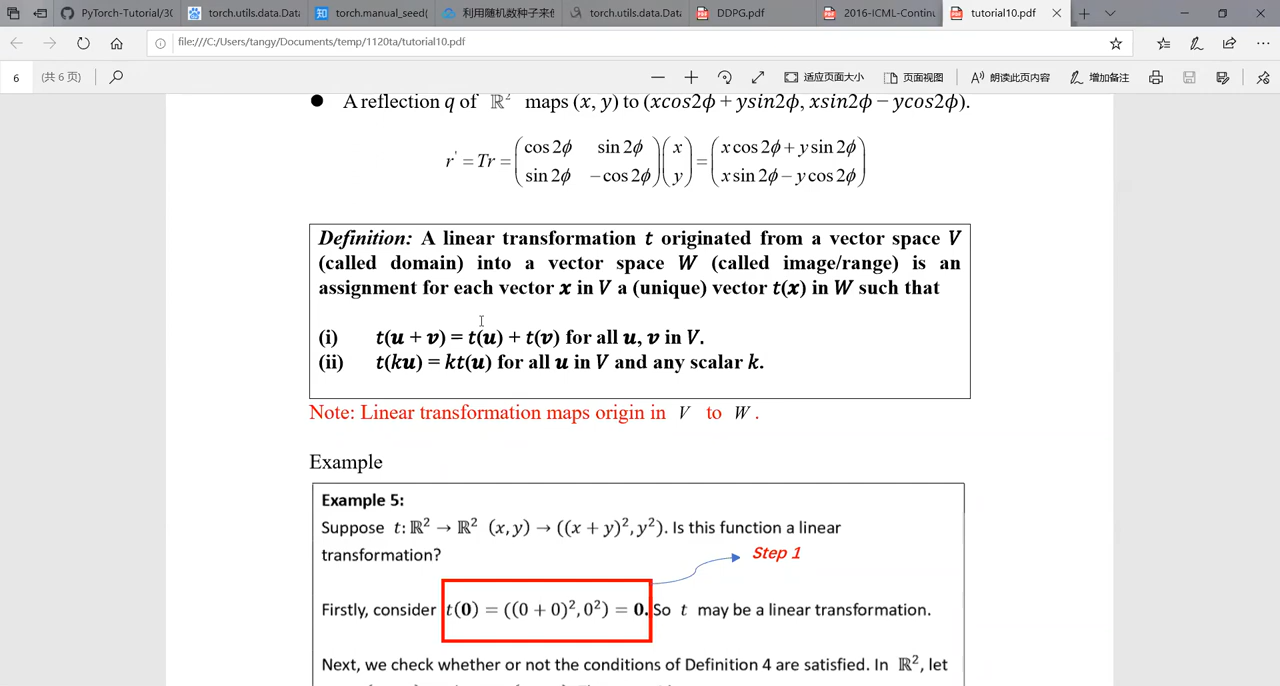 PyTorch-Tutorial/30
torch.utils.data.Data
torch.manual_seed(
利用随机数种子来创
torch.utils.data.Data
DDPG.pdf
2016-ICML-Continu
tutorial10.pdf
file:///C:/Users/tangy/Documents/temp/1120ta/tutorial10.pdf
6 (共 6 页) 适应页面大小 页面视图 朗读此页内容 增加备注
● A reflection q of ℝ² maps (x, y) to (xcos2ϕ + ysin2ϕ, xsin2ϕ − ycos2ϕ).
r' = Tr = (cos 2ϕ sin 2ϕ; sin 2ϕ −cos 2ϕ)(x; y) = (x cos 2ϕ + y sin 2ϕ; x sin 2ϕ − y cos 2ϕ)
Definition: A linear transformation t originated from a vector space V
(called domain) into a vector space W (called image/range) is an
assignment for each vector x in V a (unique) vector t(x) in W such that
(i) t(u + v) = t(u) + t(v) for all u, v in V.
(ii) t(ku) = kt(u) for all u in V and any scalar k.
Note: Linear transformation maps origin in V to W.
Example
Example 5:
Suppose t: ℝ² → ℝ² (x, y) → ((x + y)², y²). Is this function a linear
transformation?
Step 1
Firstly, consider t(0) = ((0 + 0)², 0²) = 0. So t may be a linear transformation.
Next, we check whether or not the conditions of Definition 4 are satisfied. In ℝ², let